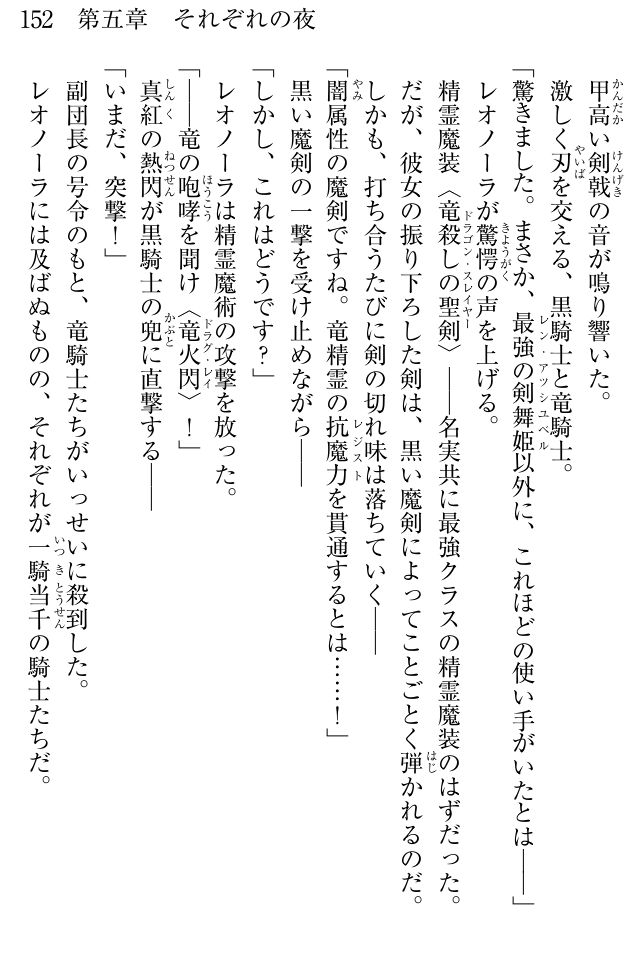 152　第五章　それぞれの夜
甲高い剣戟の音が鳴り響いた。
激しく刃を交える、黒騎士と竜騎士。
「驚きました。まさか、最強の剣舞姫以外に、これほどの使い手がいたとは――」
レオノーラが驚愕の声を上げる。
精霊魔装〈竜殺しの聖剣〉――名実共に最強クラスの精霊魔装のはずだった。
だが、彼女の振り下ろした剣は、黒い魔剣によってことごとく弾かれるのだ。
しかも、打ち合うたびに剣の切れ味は落ちていく――
「闇属性の魔剣ですね。竜精霊の抗魔力を貫通するとは……！」
黒い魔剣の一撃を受け止めながら――
「しかし、これはどうです？」
レオノーラは精霊魔術の攻撃を放った。
「――竜の咆哮を聞け〈竜火閃〉！」
真紅の熱閃が黒騎士の兜に直撃する――
「いまだ、突撃！」
副団長の号令のもと、竜騎士たちがいっせいに殺到した。
レオノーラには及ばぬものの、それぞれが一騎当千の騎士たちだ。